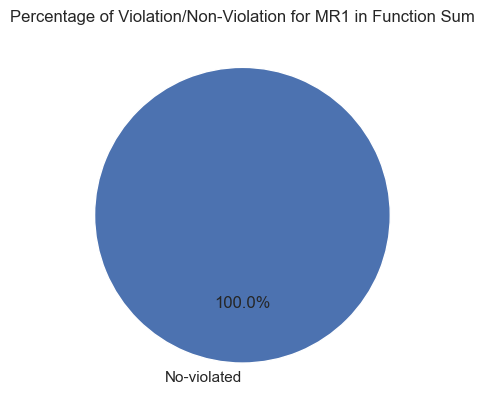 Percentage of Violation/Non-Violation for MR1 in Function Sum
100.0%
No-violated